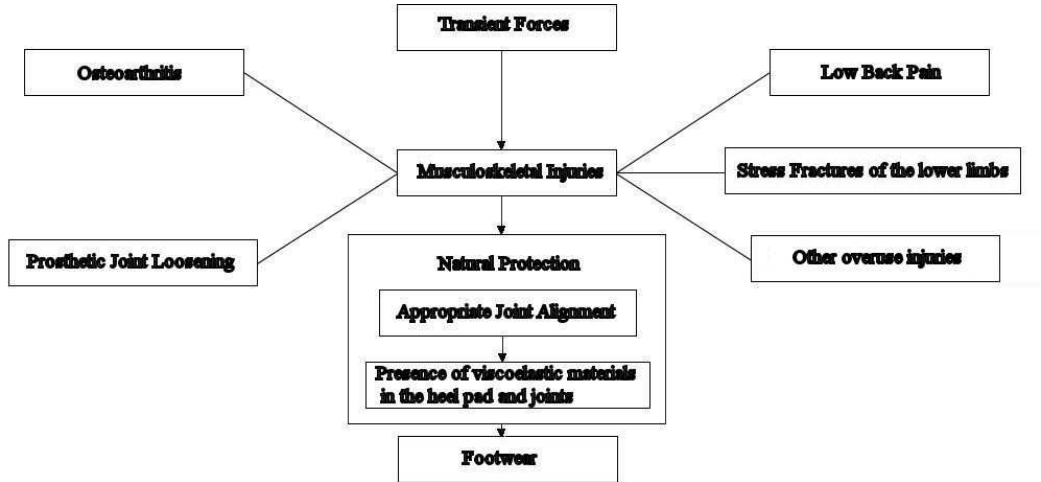 Transient Forces
Osteoarthritis
Low Back Pain
Musculoskeletal Injuries
Stress Fractures of the lower limbs
Prosthetic Joint Loosening
Natural Protection
Other overuse injuries
Appropriate Joint Alignment
Presence of viscoelastic materials
in the heel pad and joints
Footwear